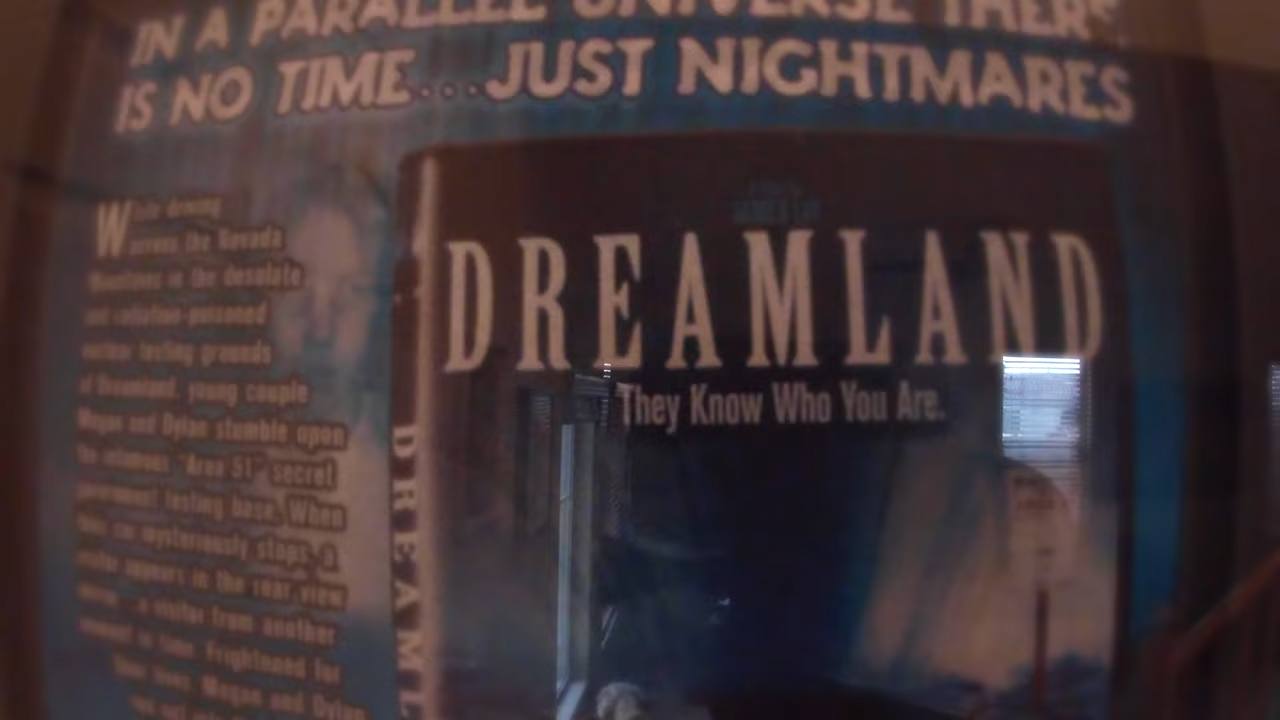 IN A PARALLEL UNIVERSE THERE
IS NO TIME...JUST NIGHTMARES
While driving
across the Nevada
Mountains in the desolate
and radiation-poisoned
nuclear testing grounds
of Dreamland, young couple
Megan and Dylan stumble upon
the infamous "Area 51" secret
government testing base. When
their car mysteriously stops, a
visitor appears in the rear view
mirror...a visitor from another
moment in time. Frightened for
their lives, Megan and Dylan
DREAMLAND
They Know Who You Are.
DREAML